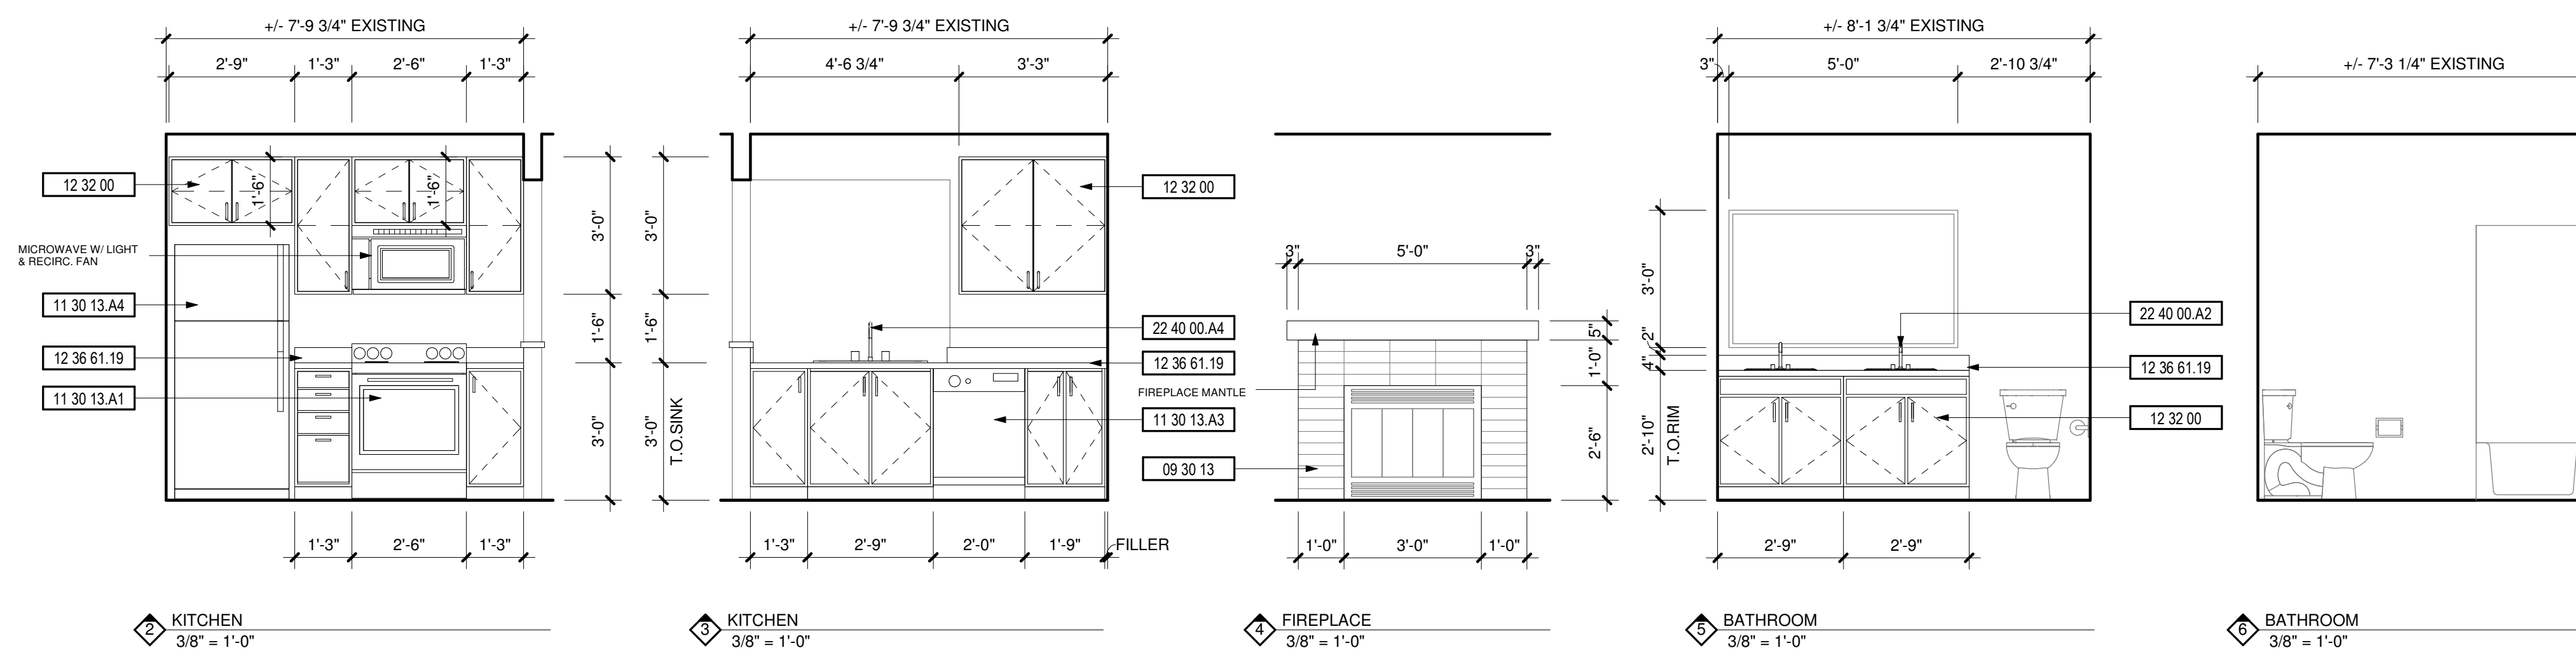 +/- 7'-9 3/4" EXISTING
2'-9"
1'-3"
2'-6"
1'-3"
12 32 00
1'-6"
1'-6"
MICROWAVE W/ LIGHT
& RECIRC. FAN
11 30 13.A4
12 36 61.19
11 30 13.A1
3'-0"
1'-6"
3'-0"
1'-3"
2'-6"
1'-3"
2
KITCHEN
3/8" = 1'-0"
+/- 7'-9 3/4" EXISTING
4'-6 3/4"
3'-3"
3'-0"
1'-6"
3'-0"
T.O.SINK
12 32 00
22 40 00.A4
12 36 61.19
11 30 13.A3
1'-3"
2'-9"
2'-0"
1'-9"
FILLER
3
KITCHEN
3/8" = 1'-0"
3"
5'-0"
3"
FIREPLACE MANTLE
09 30 13
5"
1'-0"
2'-6"
1'-0"
3'-0"
1'-0"
4
FIREPLACE
3/8" = 1'-0"
+/- 8'-1 3/4" EXISTING
3"
5'-0"
2'-10 3/4"
3'-0"
2"
4"
2'-10"
T.O.RIM
22 40 00.A2
12 36 61.19
12 32 00
2'-9"
2'-9"
5
BATHROOM
3/8" = 1'-0"
+/- 7'-3 1/4" EXISTING
6
BATHROOM
3/8" = 1'-0"